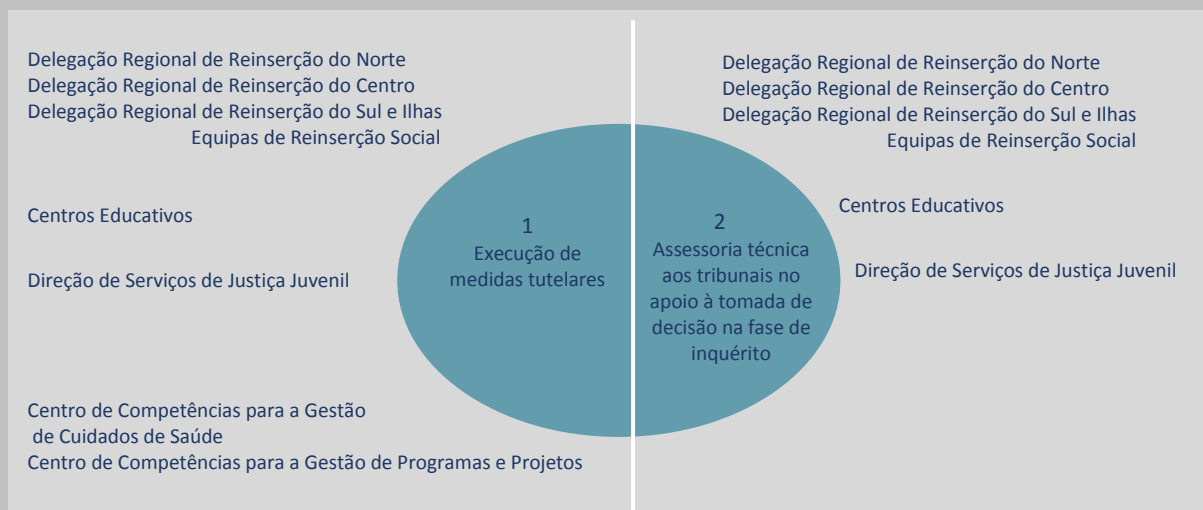 Delegação Regional de Reinserção do Norte
Delegação Regional de Reinserção do Centro
Delegação Regional de Reinserção do Sul e Ilhas
Equipas de Reinserção Social
Centros Educativos
Direção de Serviços de Justiça Juvenil
Centro de Competências para a Gestão
de Cuidados de Saúde
Centro de Competências para a Gestão de Programas e Projetos
1
Execução de
medidas tutelares
2
Assessoria técnica
aos tribunais no
apoio à tomada de
decisão na fase de
inquérito
Delegação Regional de Reinserção do Norte
Delegação Regional de Reinserção do Centro
Delegação Regional de Reinserção do Sul e Ilhas
Equipas de Reinserção Social
Centros Educativos
Direção de Serviços de Justiça Juvenil